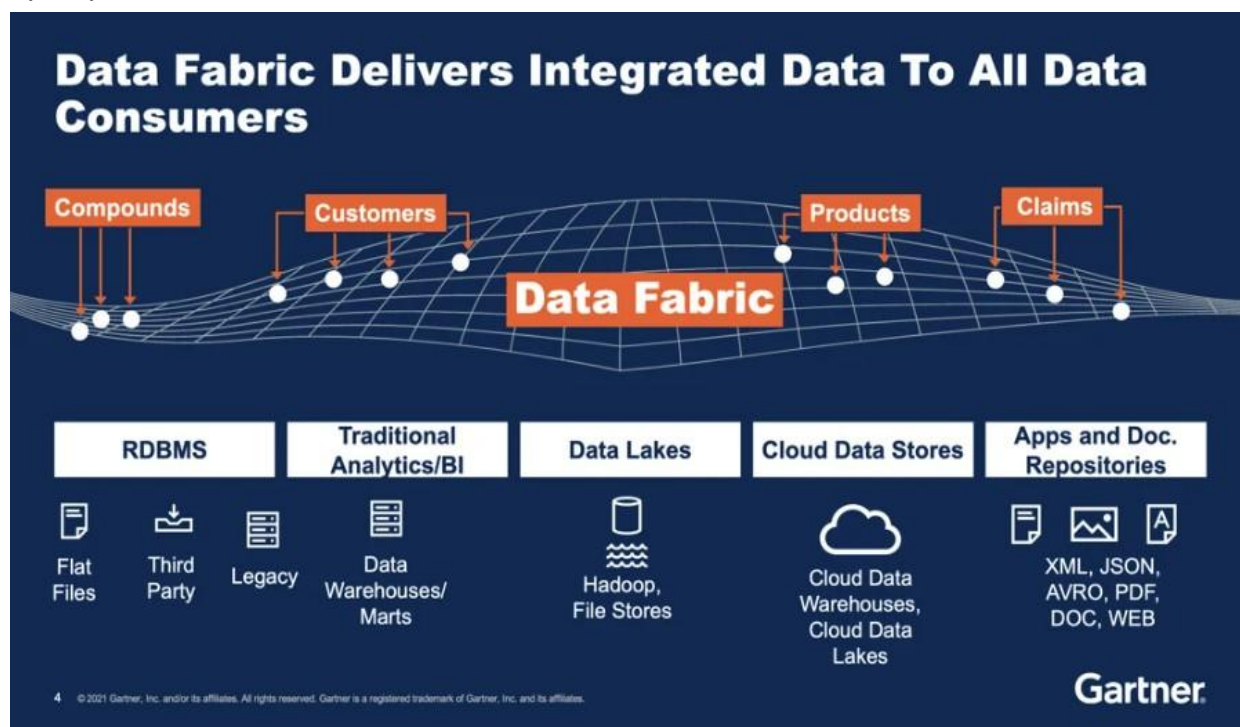 Data Fabric Delivers Integrated Data To All Data
Consumers
Compounds
Customers
Products
Claims
Data Fabric
RDBMS
Traditional
Analytics/BI
Data Lakes
Cloud Data Stores
Apps and Doc.
Repositories
Flat
Files
Third
Party
Legacy
Data
Warehouses/
Marts
Hadoop,
File Stores
Cloud Data
Warehouses,
Cloud Data
Lakes
A
XML, JSON,
AVRO, PDF,
DOC, WEB
4 © 2021 Gartner, Inc. and/or its affiliates. All rights reserved. Gartner is a registered trademark of Gartner, Inc. and its affiliates.
Gartner